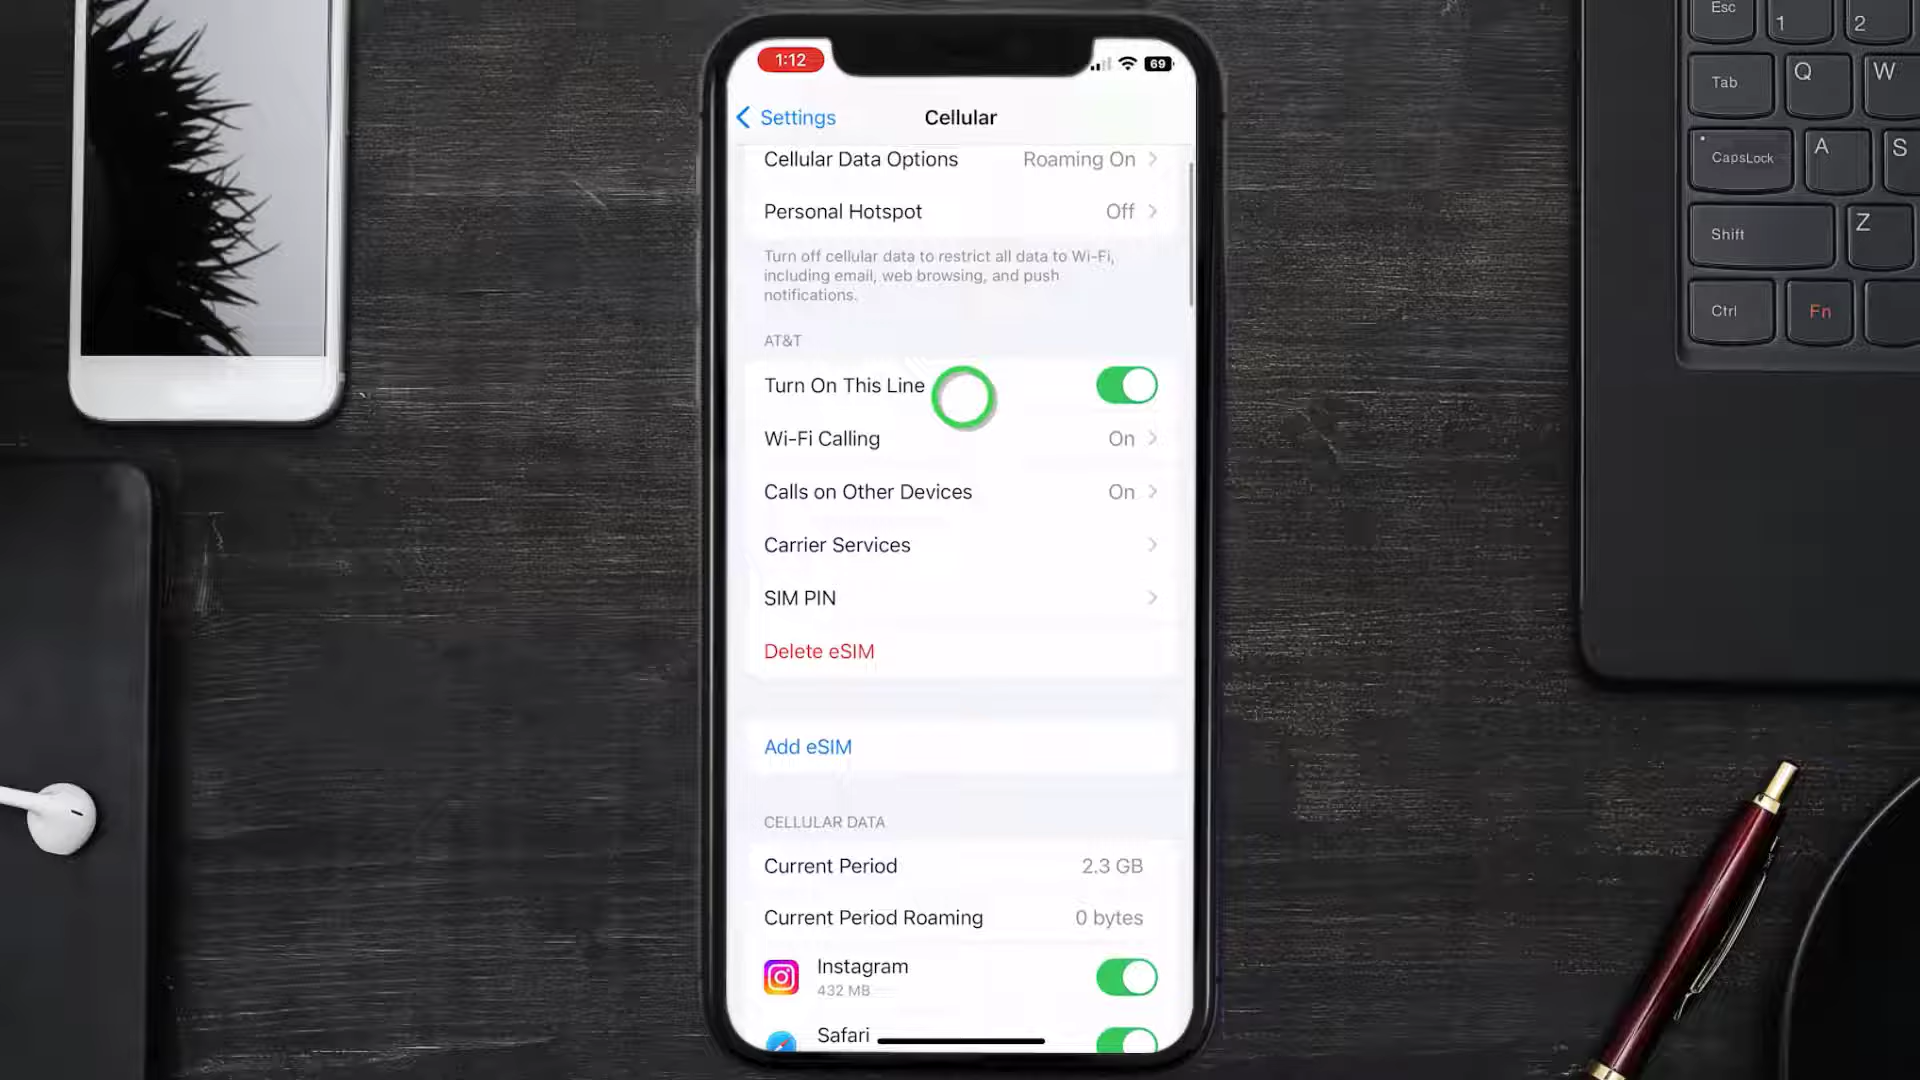 1:12
69
Settings
Cellular
Cellular Data Options
Roaming On
Personal Hotspot
Off
Turn off cellular data to restrict all data to Wi-Fi,
including email, web browsing, and push
notifications.
AT&T
Turn On This Line
Wi-Fi Calling
On
Calls on Other Devices
On
Carrier Services
SIM PIN
Delete eSIM
Add eSIM
CELLULAR DATA
Current Period
2.3 GB
Current Period Roaming
0 bytes
Instagram
432 MB
Safari
Esc
1
2
Tab
Q
W
CapsLock
A
S
Shift
Z
Ctrl
Fn